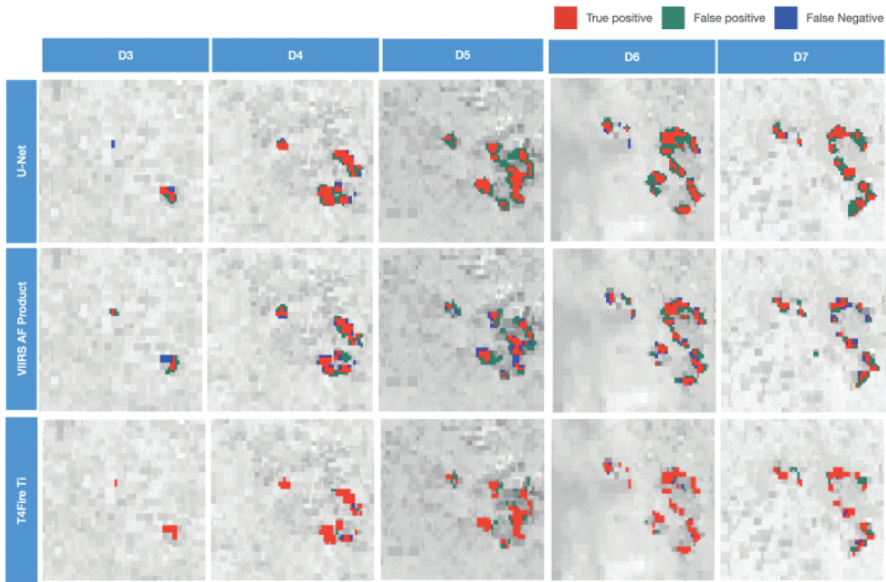 True positive False positive False Negative
D3 D4 D5 D6 D7
U-Net
VIIRS AF Product
T4Fire Ti